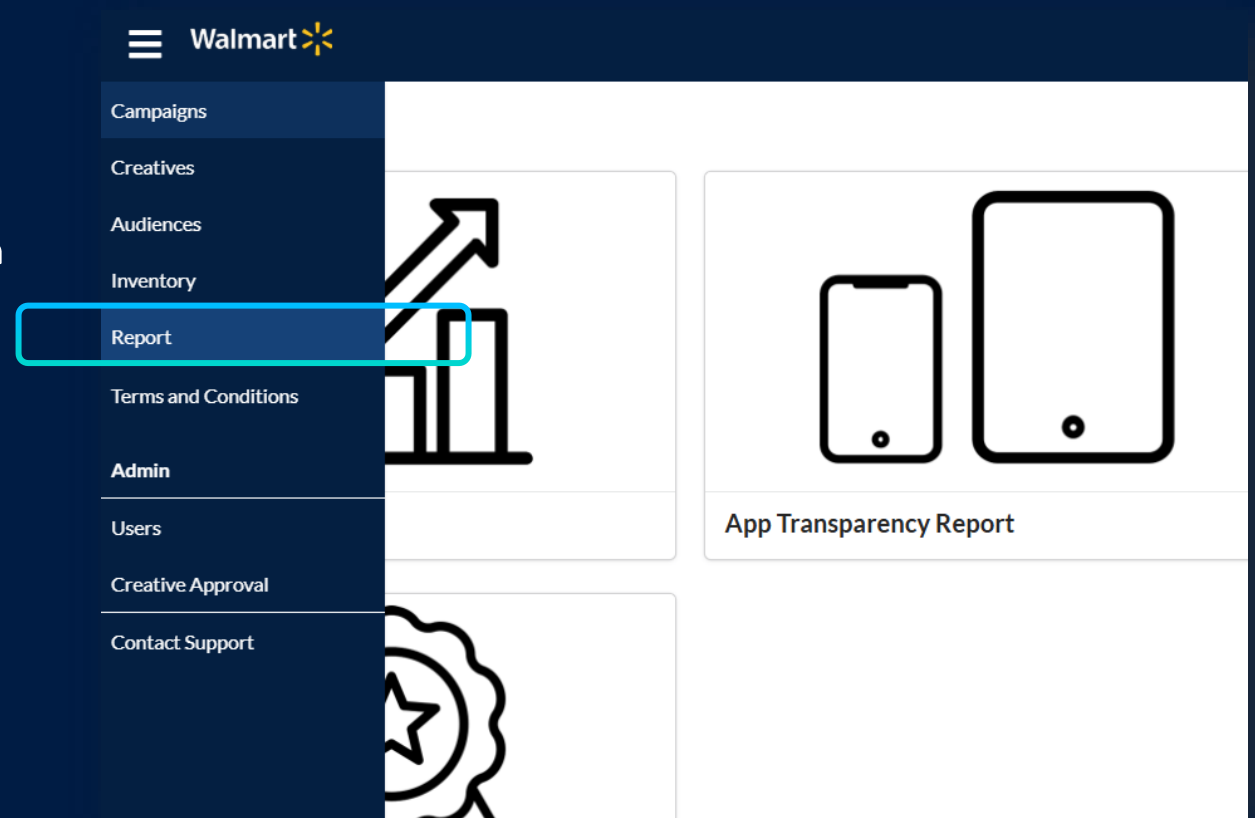 Walmart
Campaigns
Creatives
Audiences
Inventory
Report
Terms and Conditions
Admin
Users
Creative Approval
Contact Support
App Transparency Report